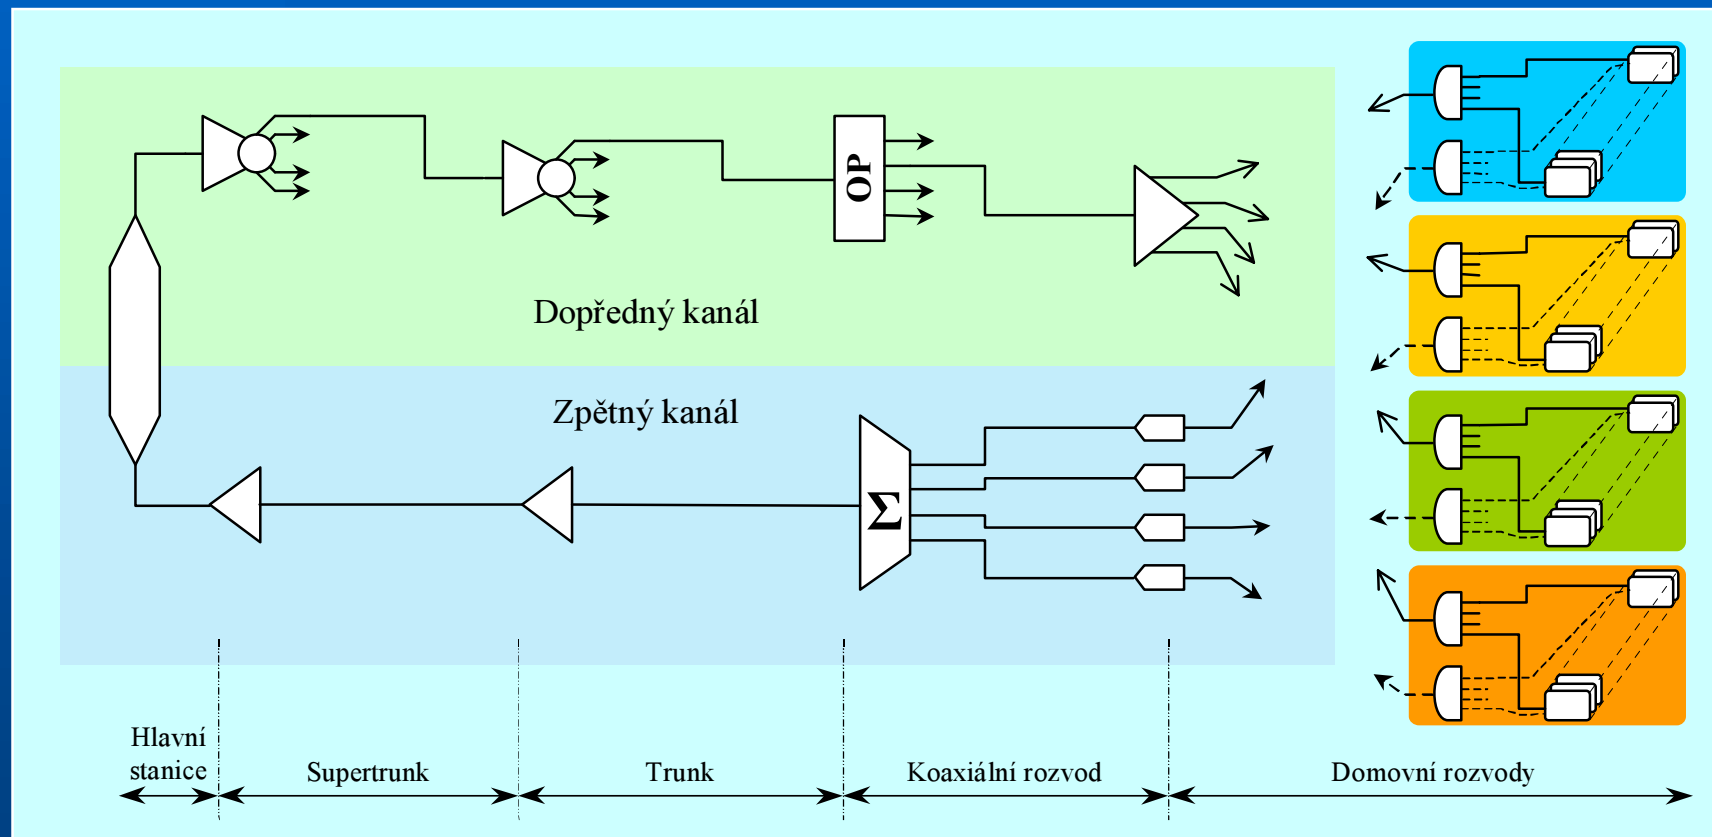 OP
Dopředný kanál
Zpětný kanál
Σ
Hlavní
stanice
Supertrunk
Trunk
Koaxiální rozvod
Domovní rozvody